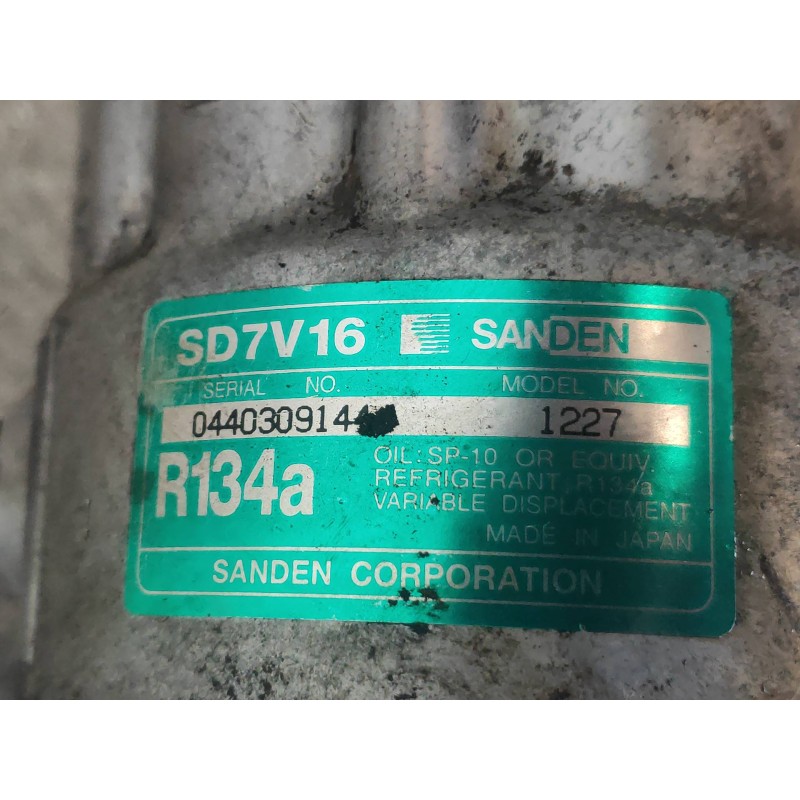 SD7V16 SANDEN
SERIAL NO. MODEL NO.
0440309144 1227
R134a
OIL: SP-10 OR EQUIV.
REFRIGERANT R134a
VARIABLE DISPLACEMENT
MADE IN JAPAN
SANDEN CORPORATION